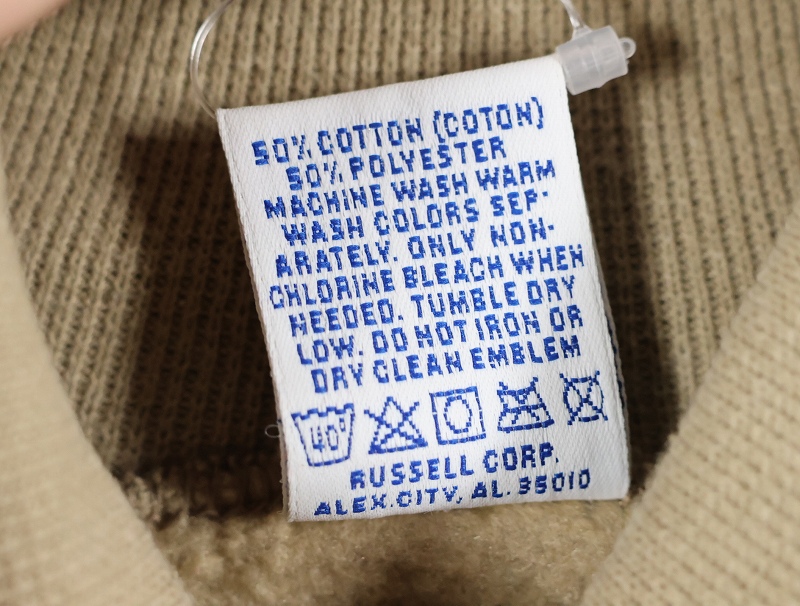 50% COTTON (COTON)
50% POLYESTER
MACHINE WASH WARM
WASH COLORS SEP-
ARATELY. ONLY NON-
CHLORINE BLEACH WHEN
NEEDED. TUMBLE DRY
LOW. DO NOT IRON OR
DRY CLEAN EMBLEM
40°
RUSSELL CORP.
ALEX.CITY, AL. 35010